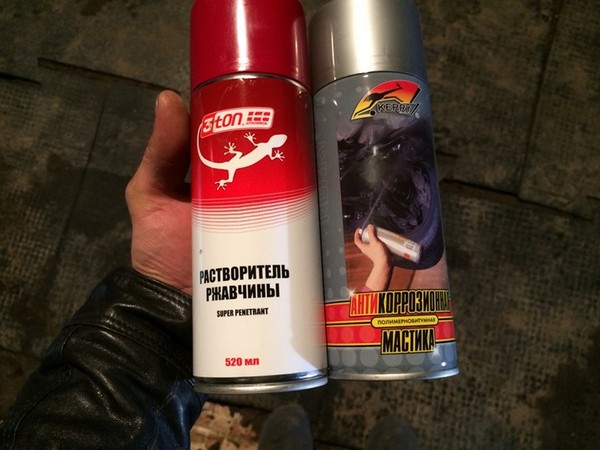 3ton
РАСТВОРИТЕЛЬ
РЖАВЧИНЫ
SUPER PENETRANT
520 мл
KERRY
АНТИКОРРОЗИОННАЯ
ПОЛИМЕРНОБИТУМНАЯ
МАСТИКА